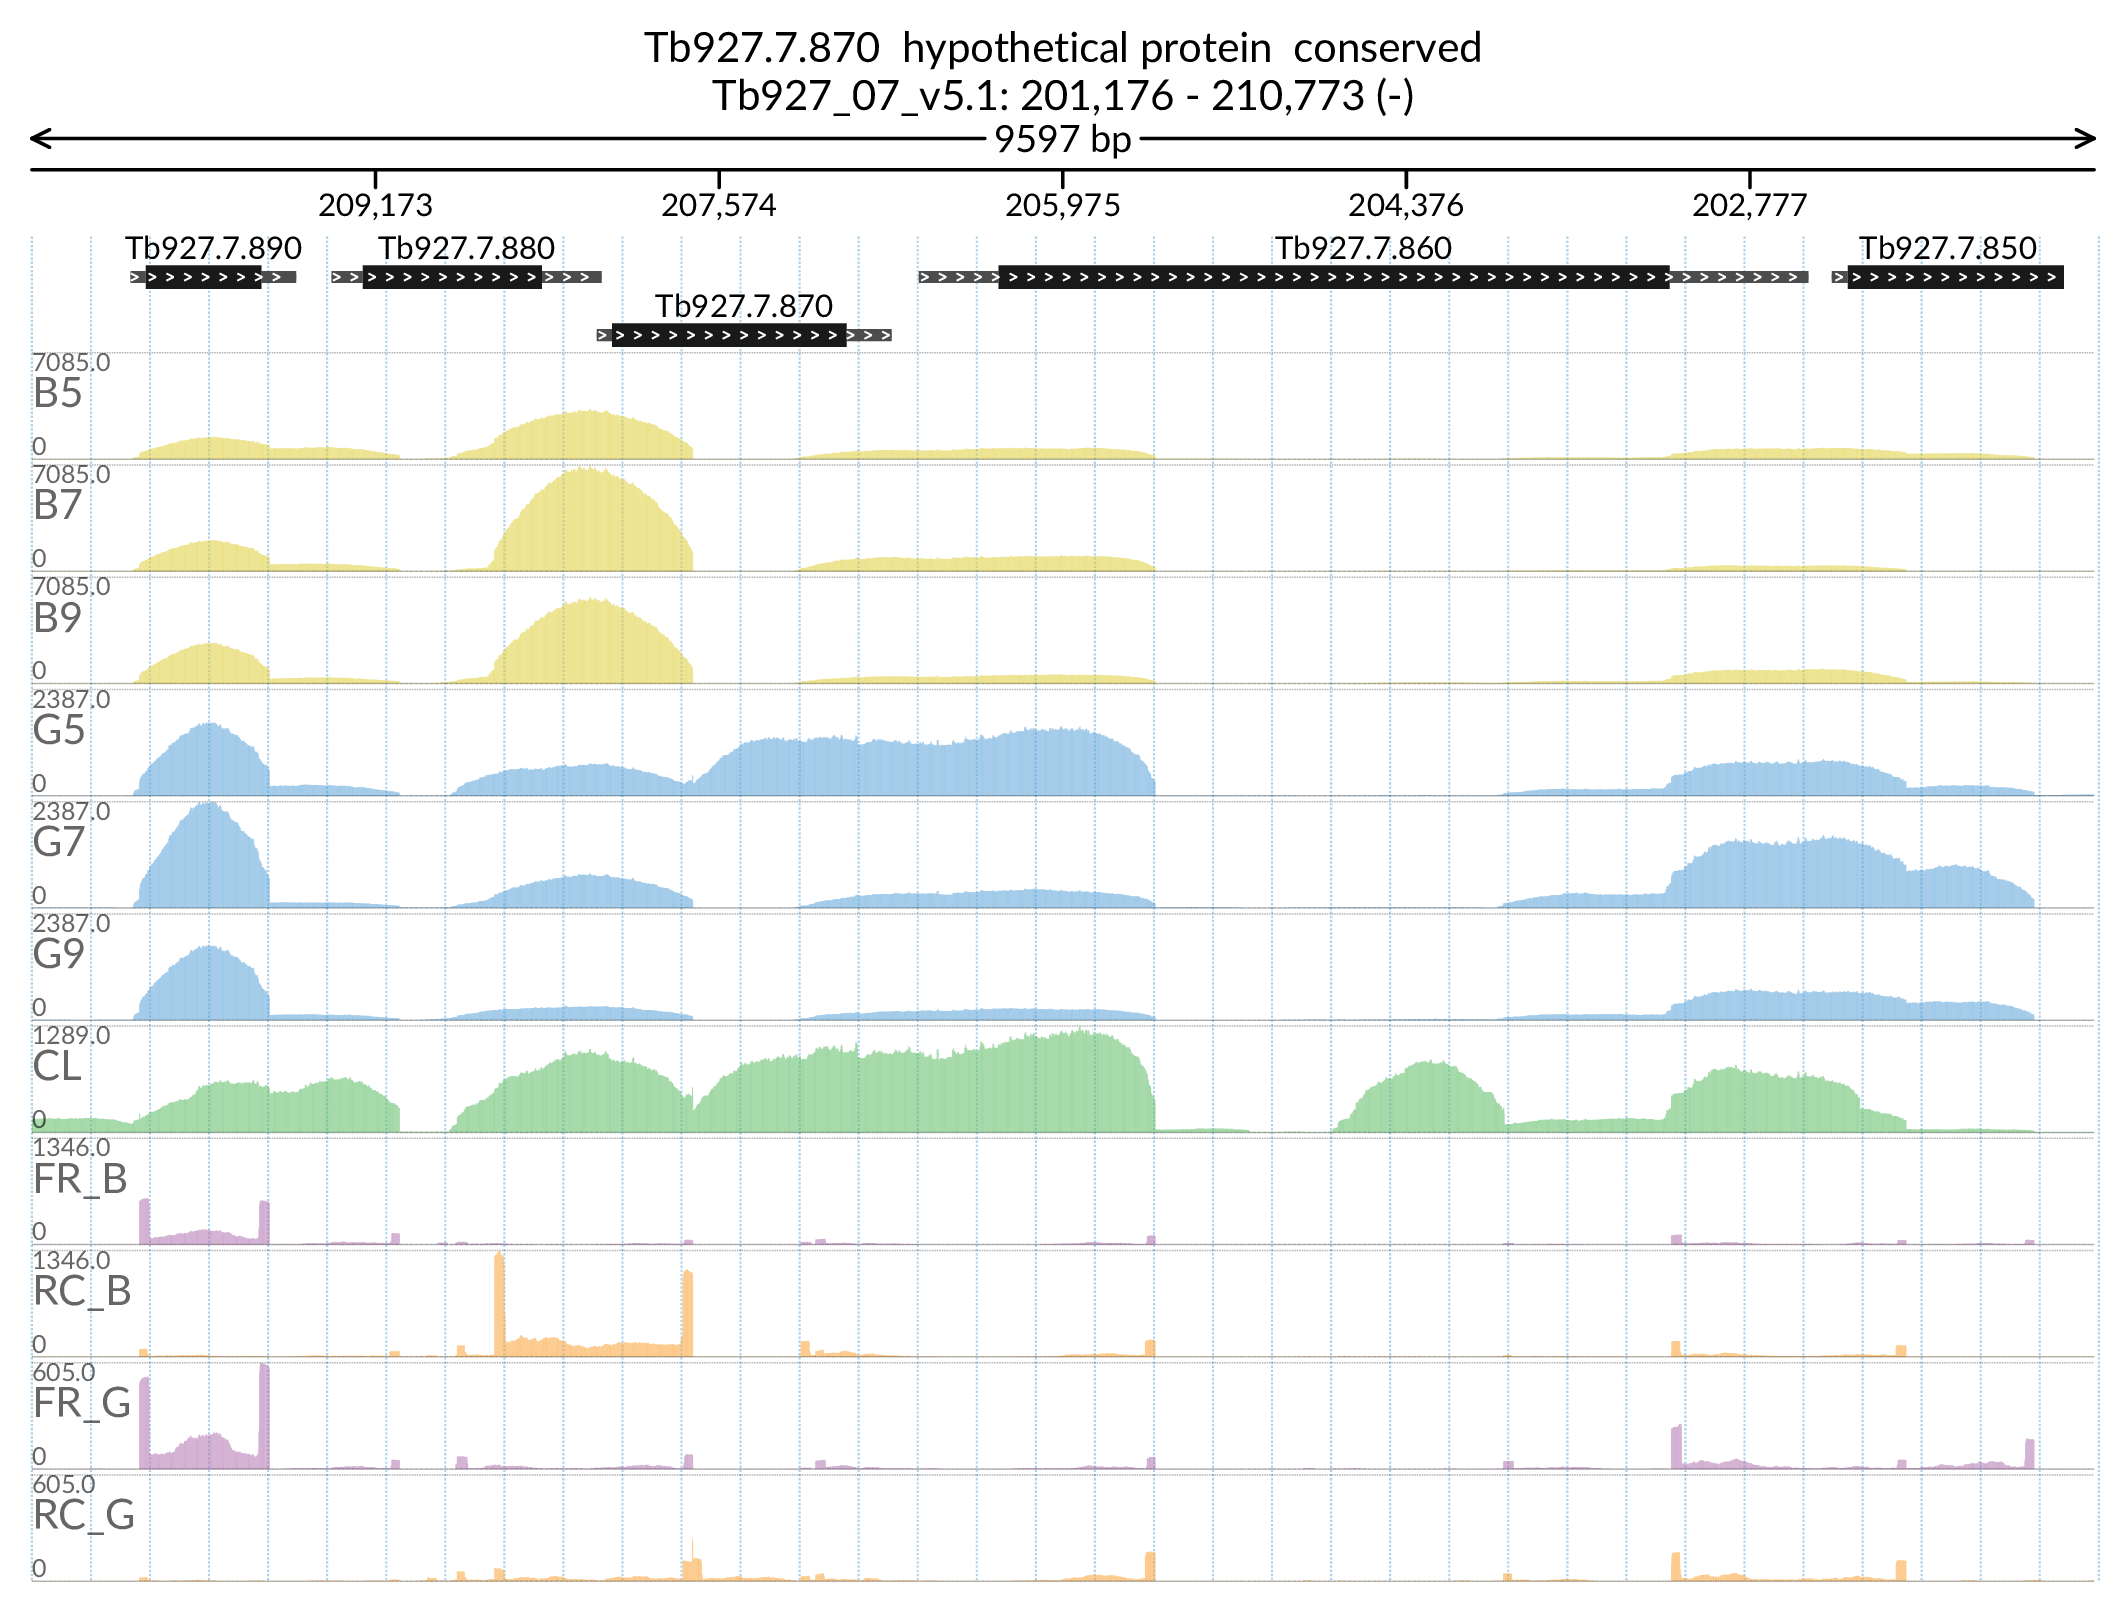 Tb927.7.870  hypothetical protein  conserved
Tb927_07_v5.1: 201,176 - 210,773 (-)
9597 bp
209,173 207,574 205,975 204,376 202,777
Tb927.7.890 Tb927.7.880 Tb927.7.860 Tb927.7.850
Tb927.7.870
7085.0
B5
0
7085.0
B7
0
7085.0
B9
0
2387.0
G5
0
2387.0
G7
0
2387.0
G9
0
1289.0
CL
0
1346.0
FR_B
0
1346.0
RC_B
0
605.0
FR_G
0
605.0
RC_G
0